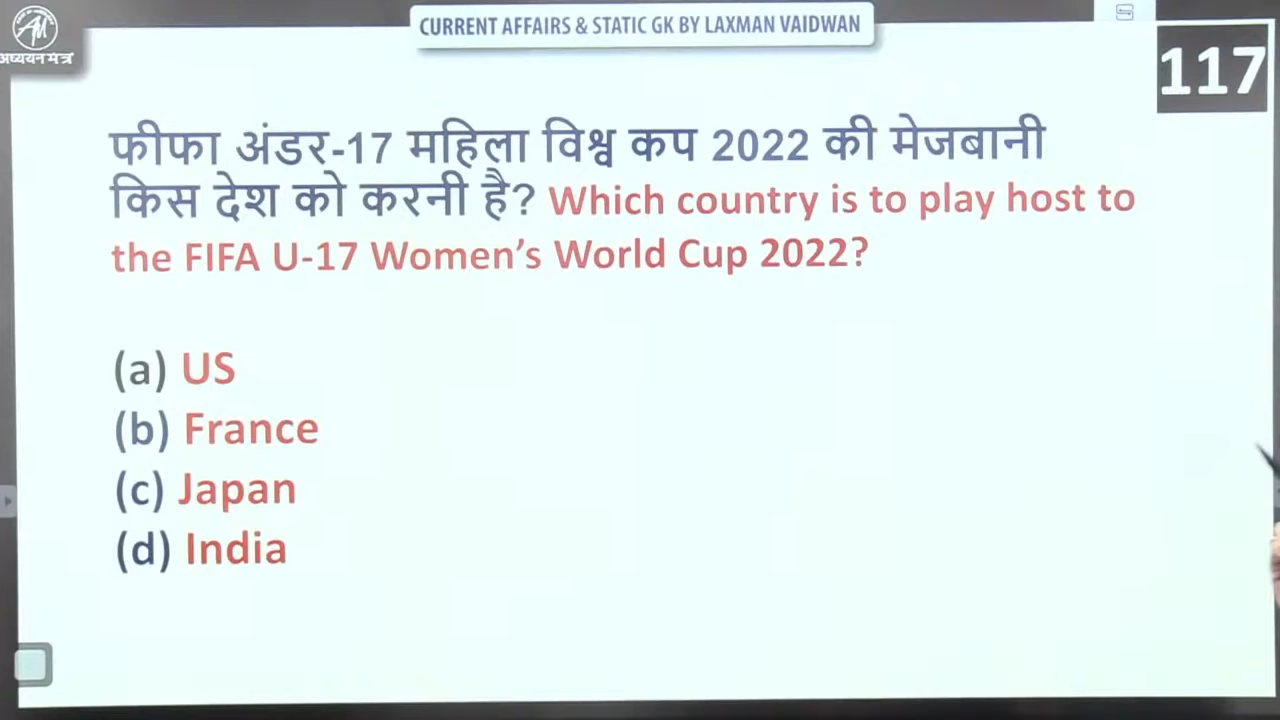 CURRENT AFFAIRS & STATIC GK BY LAXMAN VAIDWAN
117
अध्ययन मंत्र
फीफा अंडर-17 महिला विश्व कप 2022 की मेजबानी
किस देश को करनी है? Which country is to play host to
the FIFA U-17 Women’s World Cup 2022?
(a) US
(b) France
(c) Japan
(d) India